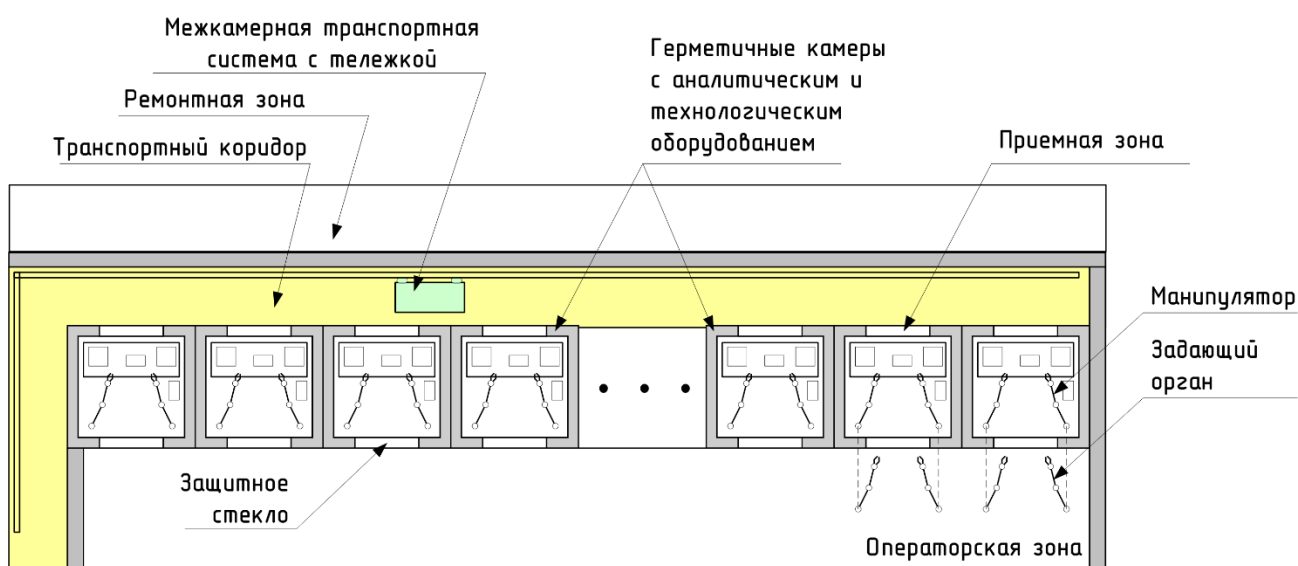 Межкамерная транспортная
система с тележкой
Ремонтная зона
Транспортный коридор
Герметичные камеры
с аналитическим и
технологическим
оборудованием
Приемная зона
Манипулятор
Задающий
орган
Защитное
стекло
Операторская зона